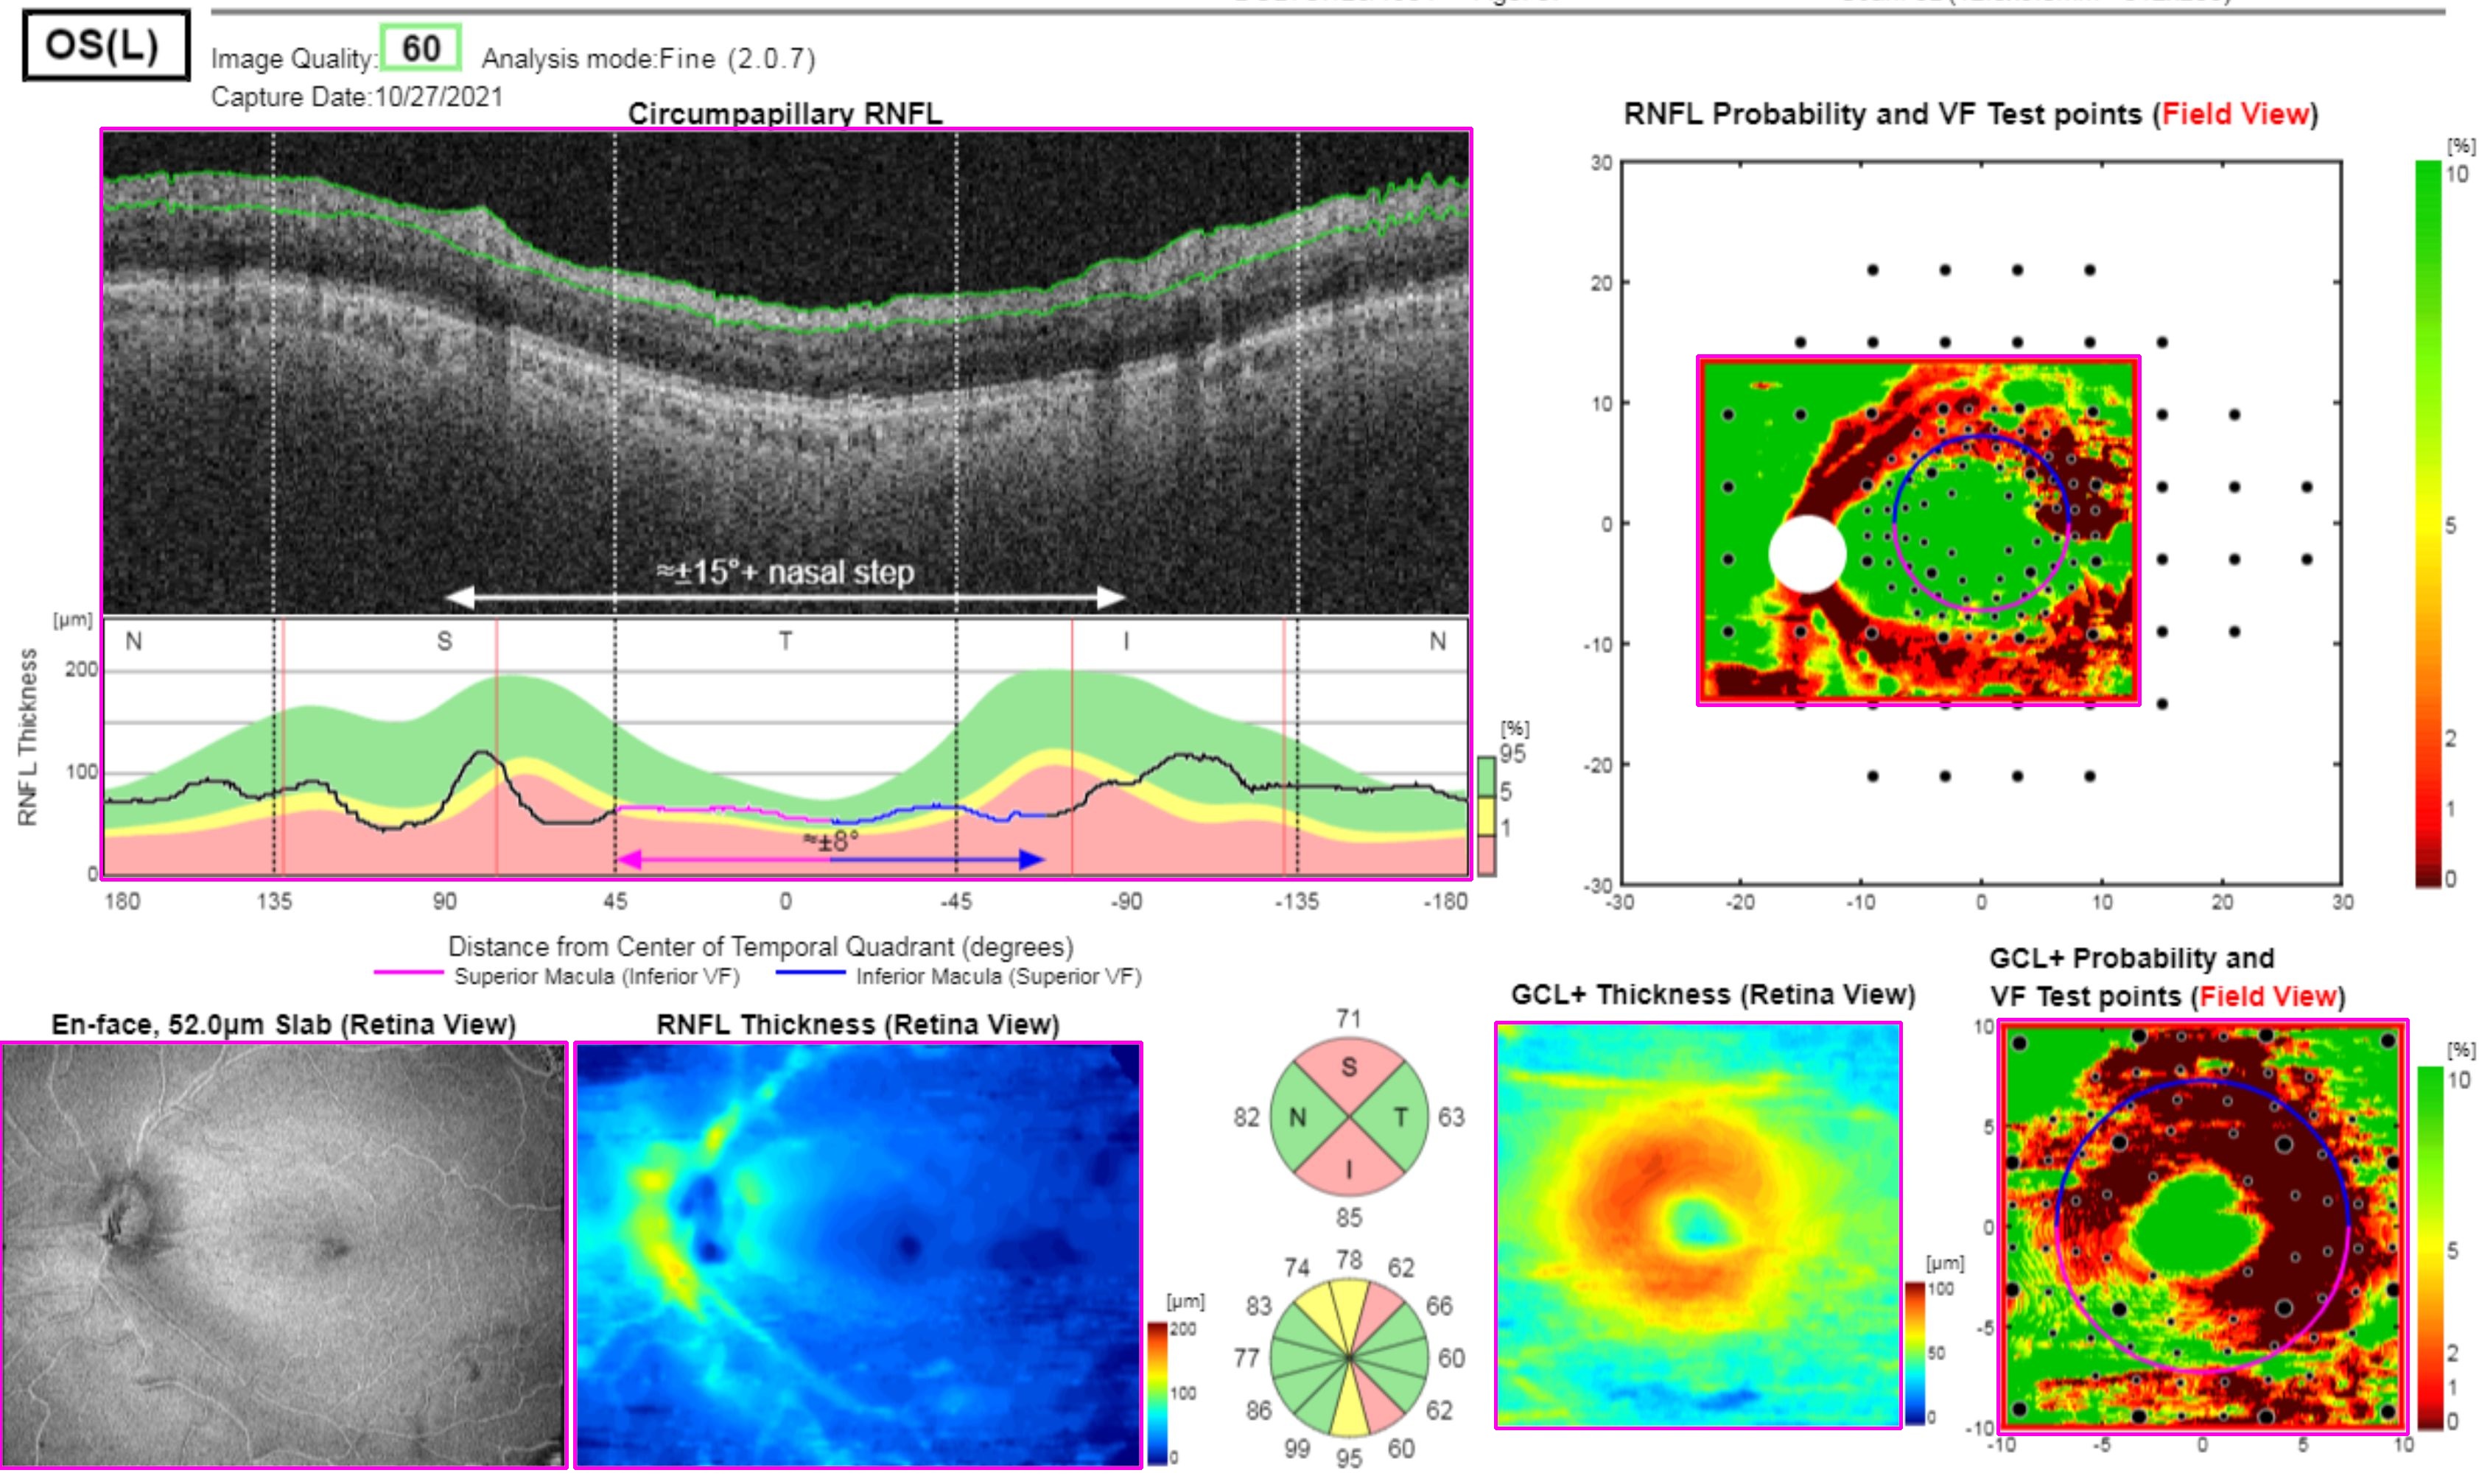 OS(L)
Image Quality: 60 Analysis mode:Fine (2.0.7)
Capture Date:10/27/2021
Circumpapillary RNFL
≈±15°+ nasal step
[µm]
N S T I N
RNFL Thickness
200
100
0
≈±8°
[%]
95
5
1
180 135 90 45 0 -45 -90 -135 -180
Distance from Center of Temporal Quadrant (degrees)
Superior Macula (Inferior VF) Inferior Macula (Superior VF)
RNFL Probability and VF Test points (Field View)
30
20
10
0
-10
-20
-30
-30 -20 -10 0 10 20 30
[%]
10
5
2
1
0
En-face, 52.0µm Slab (Retina View)
RNFL Thickness (Retina View)
[µm]
200
100
0
71
S
82 N T 63
I
85
74 78 62
83 66
77 60
86 62
99 95 60
GCL+ Thickness (Retina View)
[µm]
100
50
0
GCL+ Probability and
VF Test points (Field View)
10
5
0
-5
-10
-10 -5 0 5 10
[%]
10
5
2
1
0